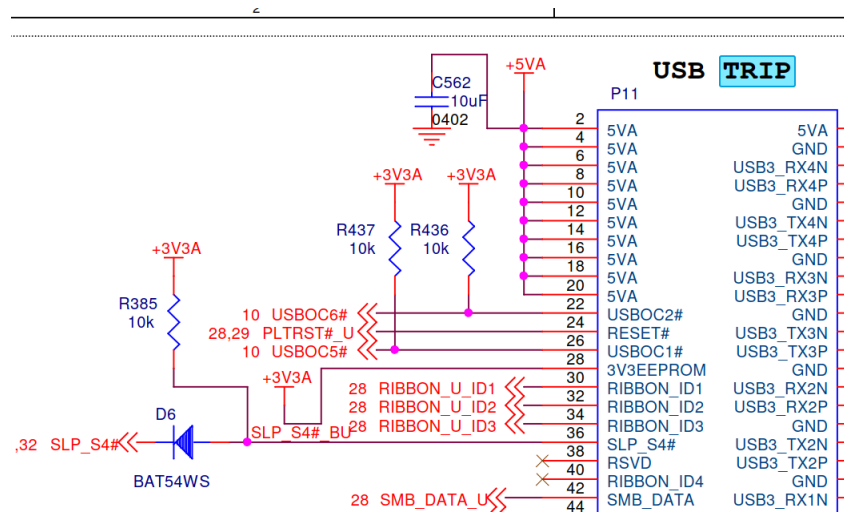 2
USB TRIP
+5VA
C562
10uF
0402
P11
2 5VA 5VA
4 5VA GND
6 5VA USB3_RX4N
8 5VA USB3_RX4P
10 5VA GND
12 5VA USB3_TX4N
14 5VA USB3_TX4P
16 5VA GND
18 5VA USB3_RX3N
20 5VA USB3_RX3P
22 USBOC2# GND
24 RESET# USB3_TX3N
26 USBOC1# USB3_TX3P
28 3V3EEPROM GND
30 RIBBON_ID1 USB3_RX2N
32 RIBBON_ID2 USB3_RX2P
34 RIBBON_ID3 GND
36 SLP_S4# USB3_TX2N
38 RSVD USB3_TX2P
40 RIBBON_ID4 GND
42 SMB_DATA USB3_RX1N
44
+3V3A +3V3A
R437 R436
10k 10k
+3V3A
R385
10k
10 USBOC6#
28,29 PLTRST#_U
10 USBOC5#
+3V3A
28 RIBBON_U_ID1
28 RIBBON_U_ID2
28 RIBBON_U_ID3
D6
SLP_S4#_BU
,32 SLP_S4#
BAT54WS
28 SMB_DATA_U